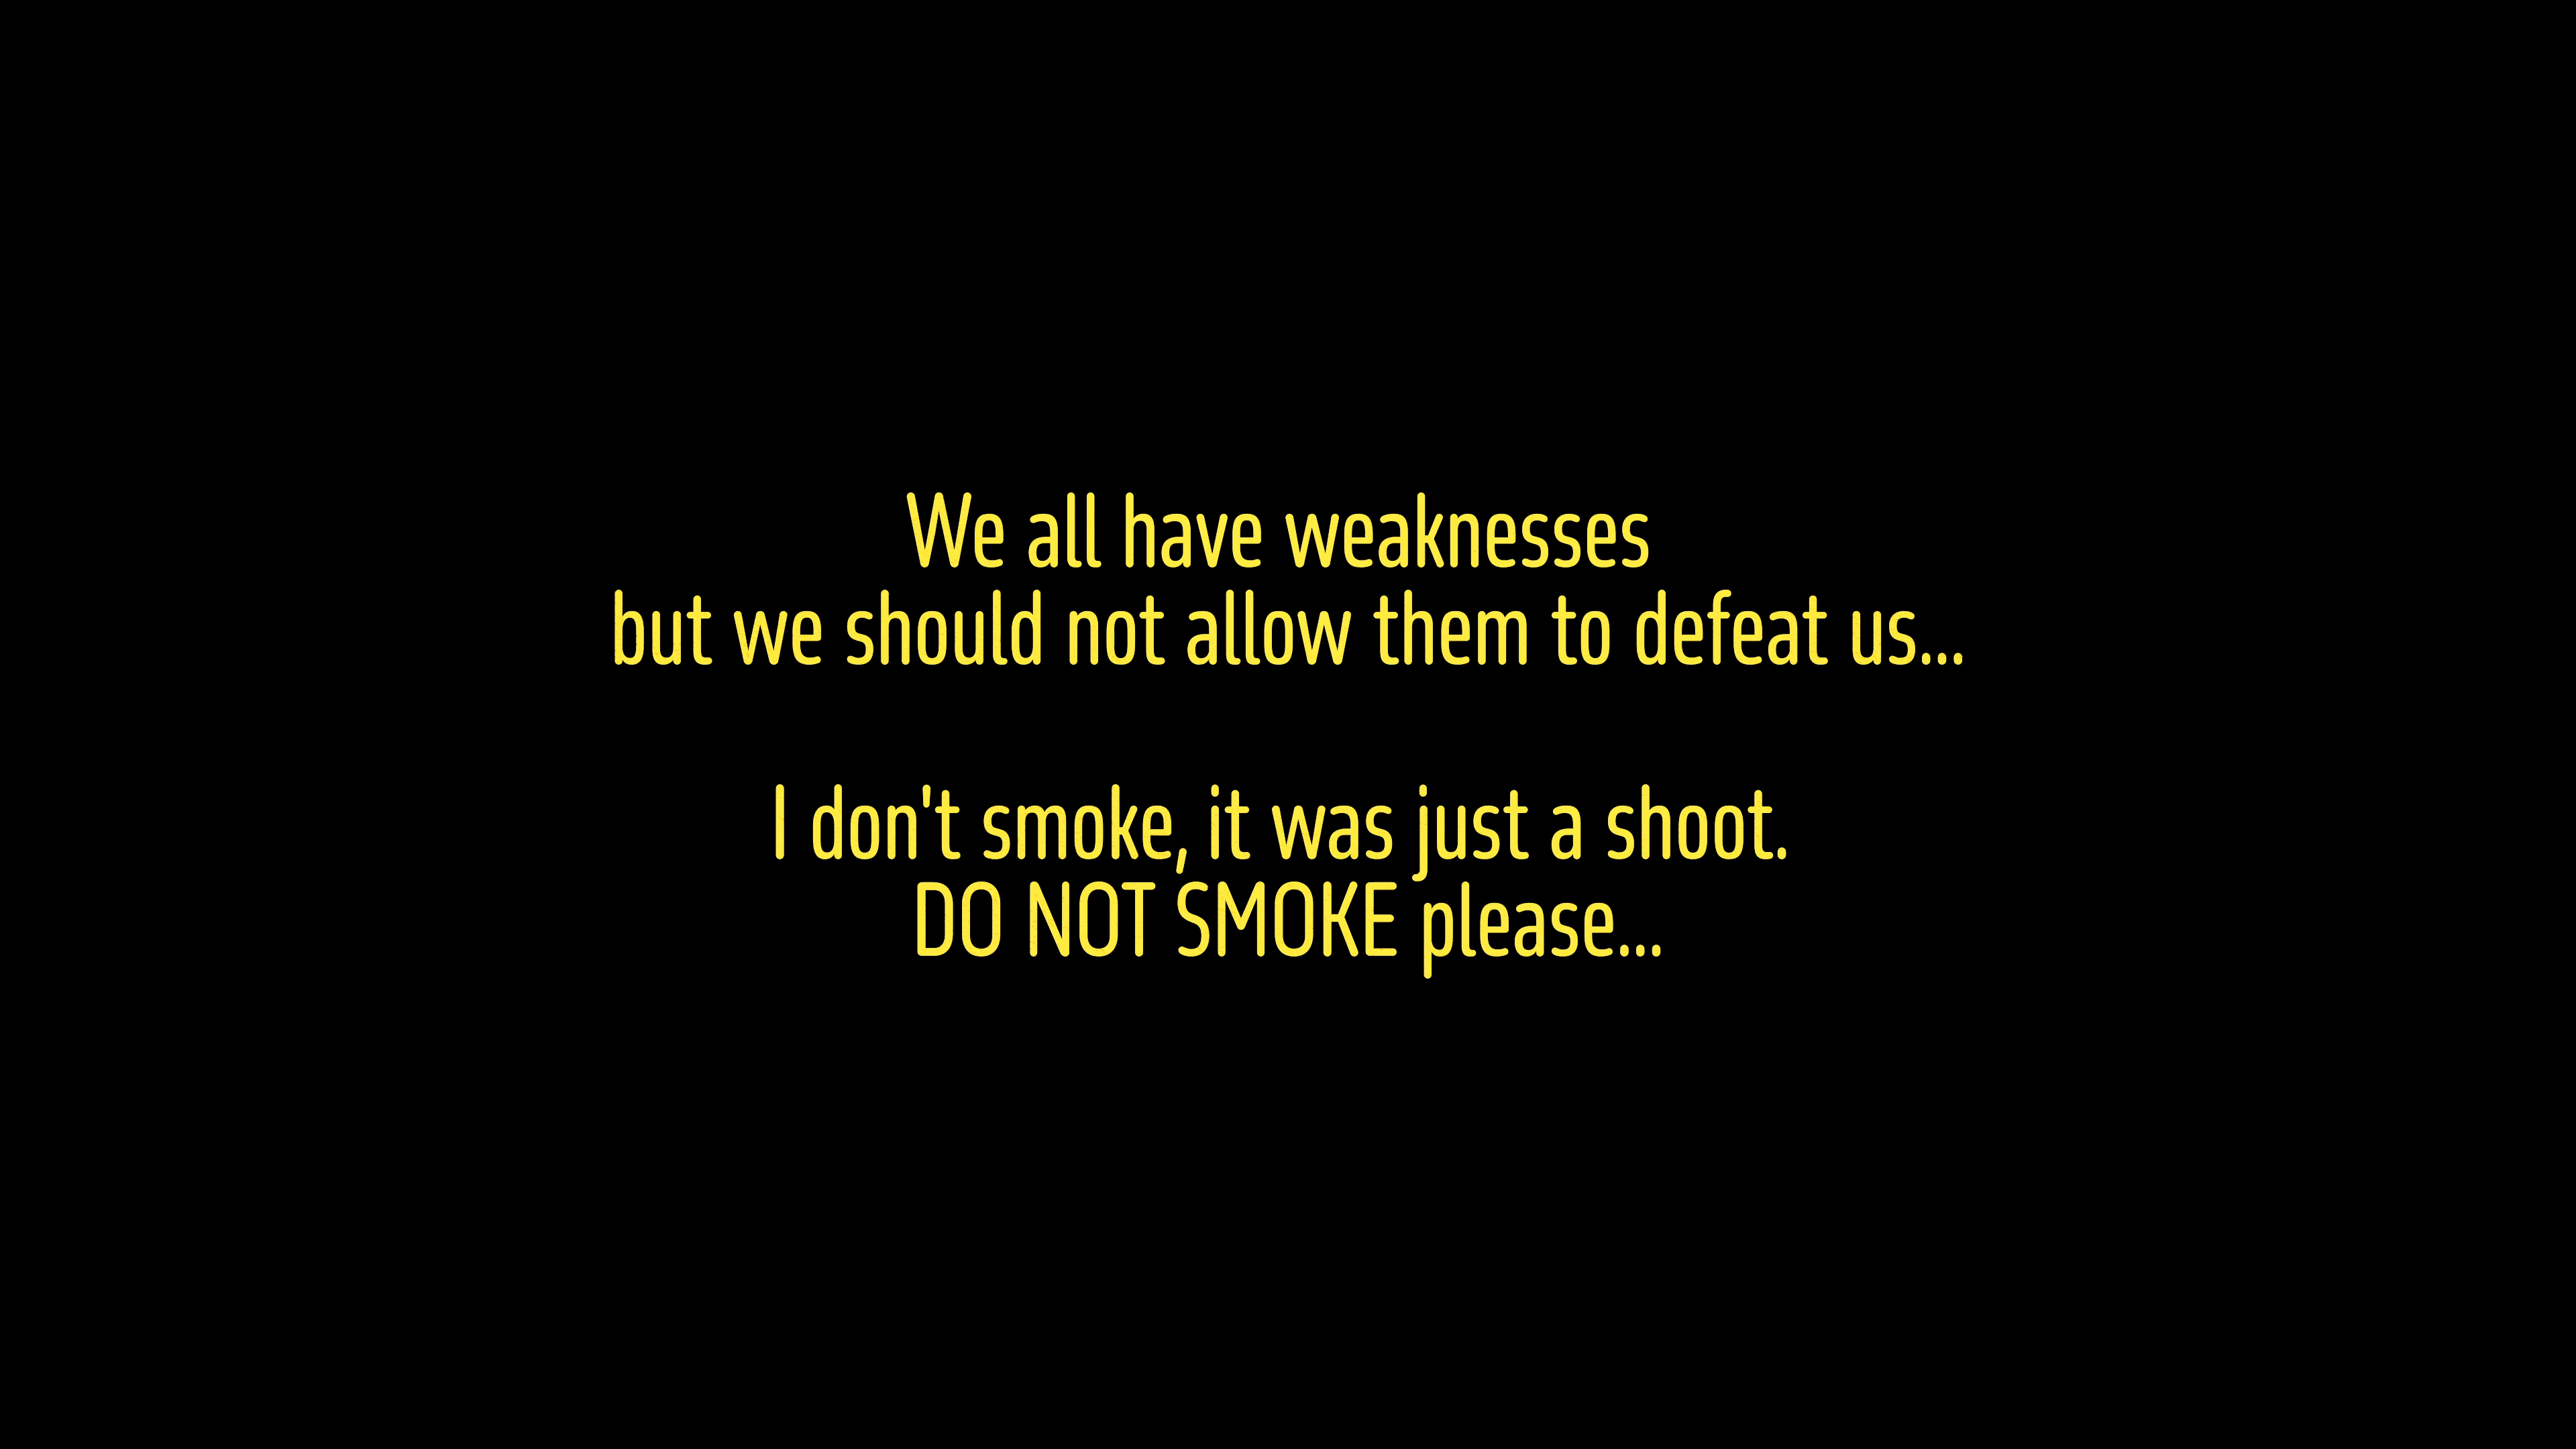 We all have weaknesses
but we should not allow them to defeat us...
I don't smoke, it was just a shoot.
DO NOT SMOKE please...